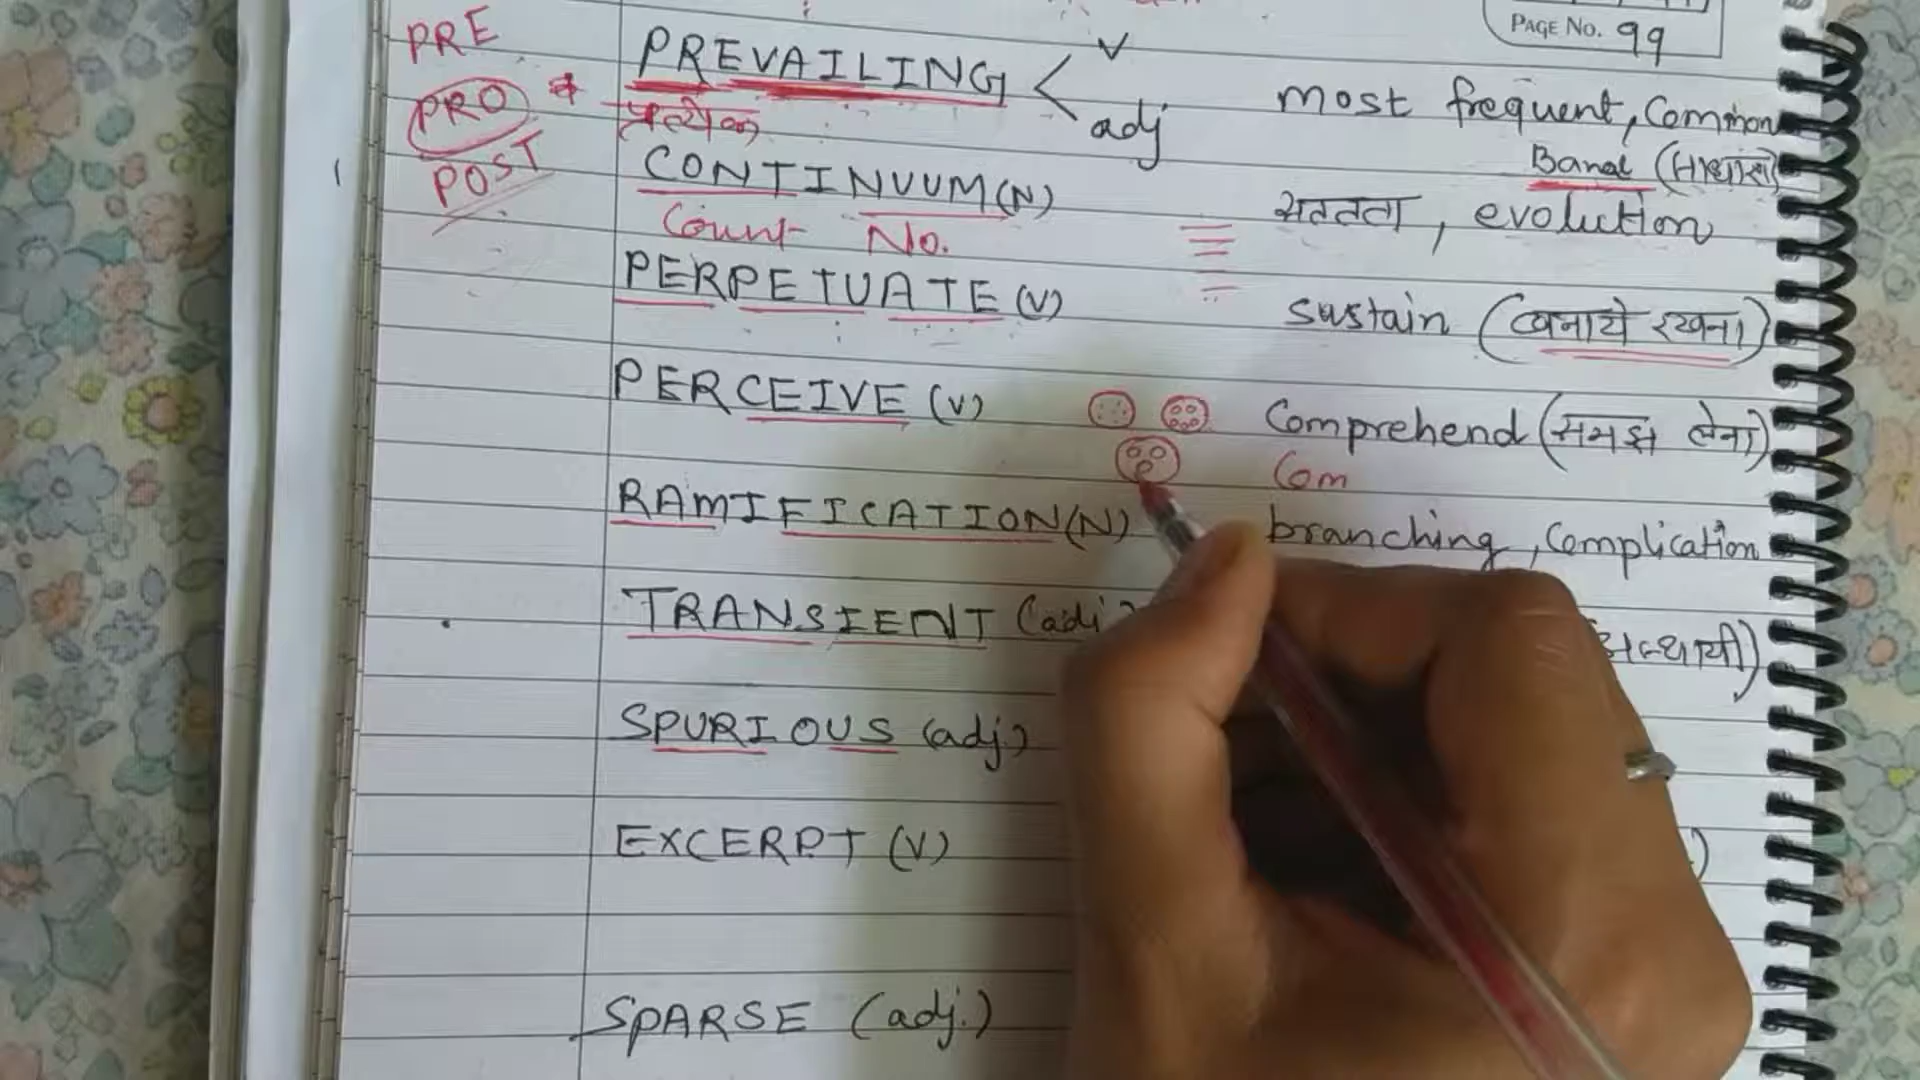 PAGE NO. 99
PRE
PREVAILING
adj
most frequent, Common
PRO
प्रत्येक
Banal
POST
CONTINUUM (N)
सततता, evolution
Count No.
PERPETUATE (V)
sustain (बनाये रखना)
PERCEIVE (V)
Comprehend (समझ लेना)
Com
RAMIFICATION (N)
branching, Complication
TRANSIENT (adj
SPURIOUS (adj.)
EXCERPT (V)
SPARSE (adj.)